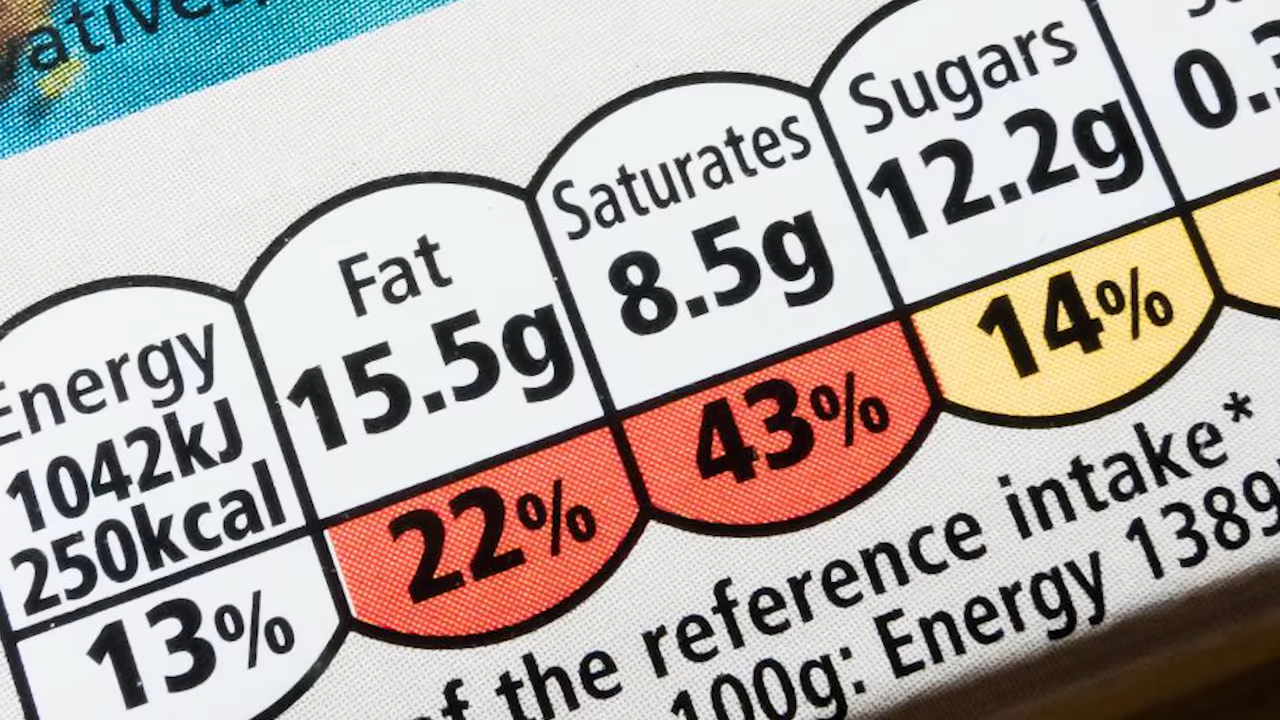 Energy
1042kJ
250kcal
13%
Fat
15.5g
22%
Saturates
8.5g
43%
Sugars
12.2g
14%
of the reference intake*
100g: Energy 1389